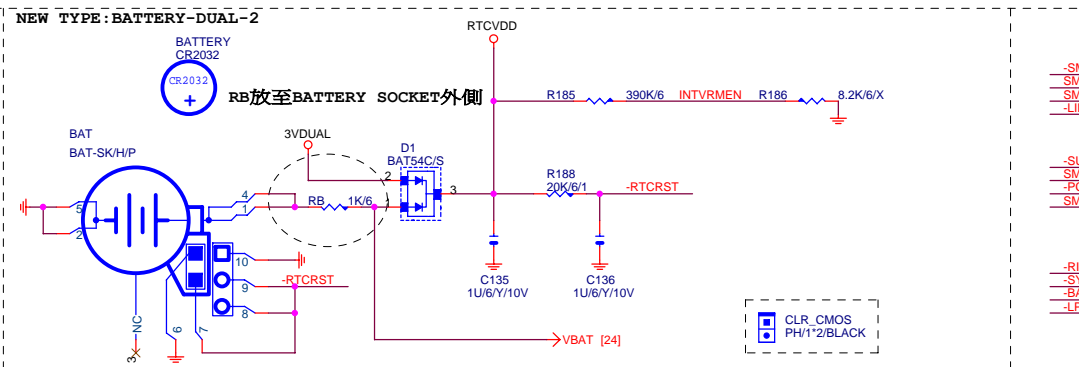 NEW TYPE:BATTERY-DUAL-2
BATTERY
CR2032
CR2032
+
RB放至BATTERY SOCKET外側
RTCVDD
R185
390K/6
INTVRMEN
R186
8.2K/6/X
BAT
BAT-SK/H/P
3VDUAL
D1
BAT54C/S
2
3
1
RB
1K/6
R188
20K/6/1
-RTCRST
4
1
5
2
10
9
8
-RTCRST
C135
1U/6/Y/10V
C136
1U/6/Y/10V
NC
3
6
7
VBAT [24]
CLR_CMOS
PH/1*2/BLACK